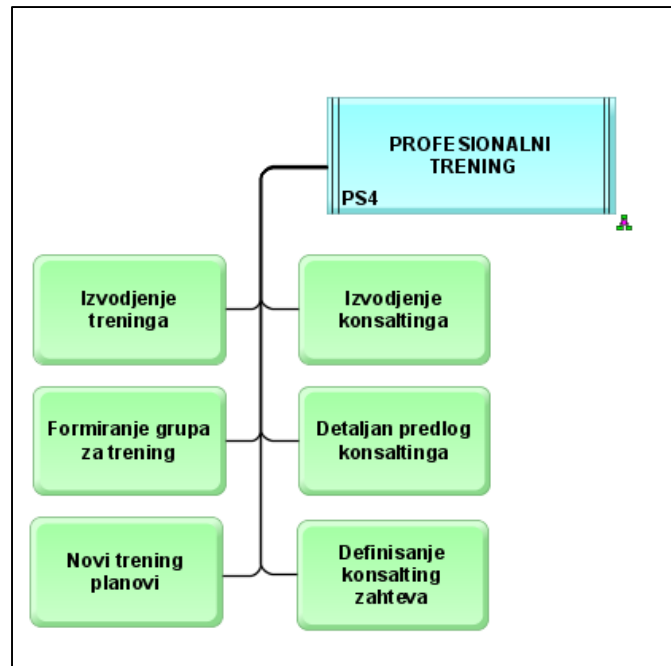 PROFESIONALNI
TRENING
PS4
Izvodjenje
treninga
Izvodjenje
konsaltinga
Formiranje grupa
za trening
Detaljan predlog
konsaltinga
Novi trening
planovi
Definisanje
konsalting
zahteva